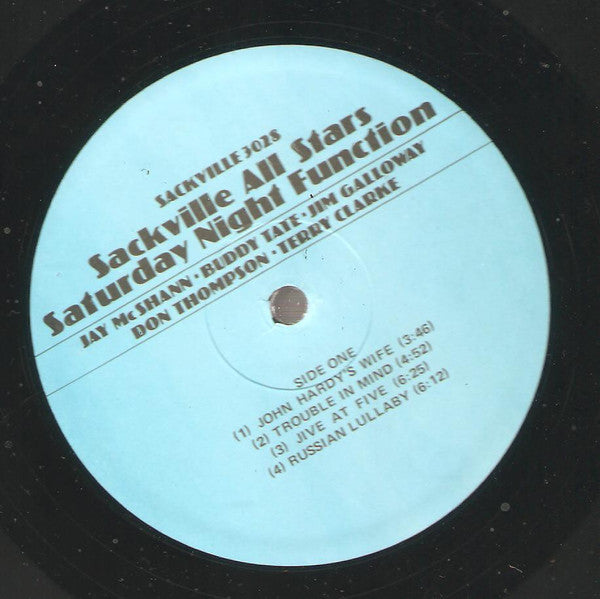 SACKVILLE 3028
Sackville All Stars
Saturday Night Function
JAY McSHANN · BUDDY TATE · JIM GALLOWAY
DON THOMPSON · TERRY CLARKE
SIDE ONE
(1) JOHN HARDY'S WIFE (3:46)
(2) TROUBLE IN MIND (4:52)
(3) JIVE AT FIVE (6:25)
(4) RUSSIAN LULLABY (6:12)